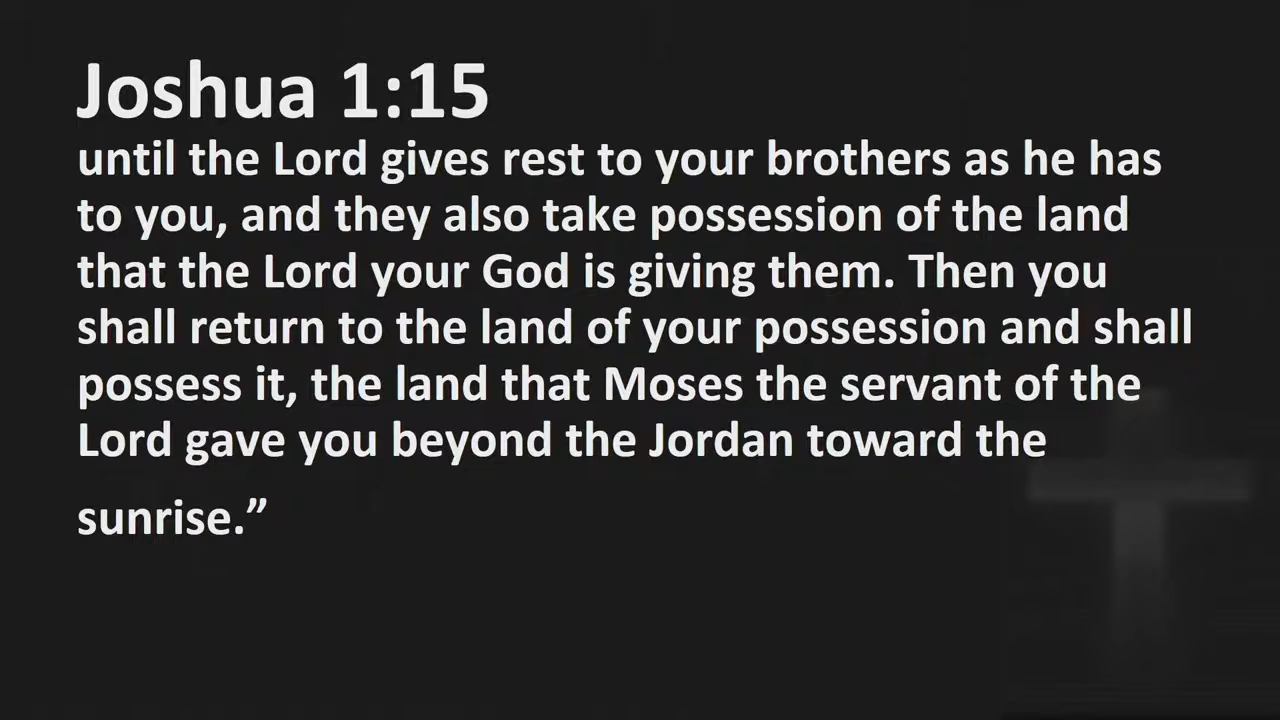 Joshua 1:15
until the Lord gives rest to your brothers as he has
to you, and they also take possession of the land
that the Lord your God is giving them. Then you
shall return to the land of your possession and shall
possess it, the land that Moses the servant of the
Lord gave you beyond the Jordan toward the
sunrise.”